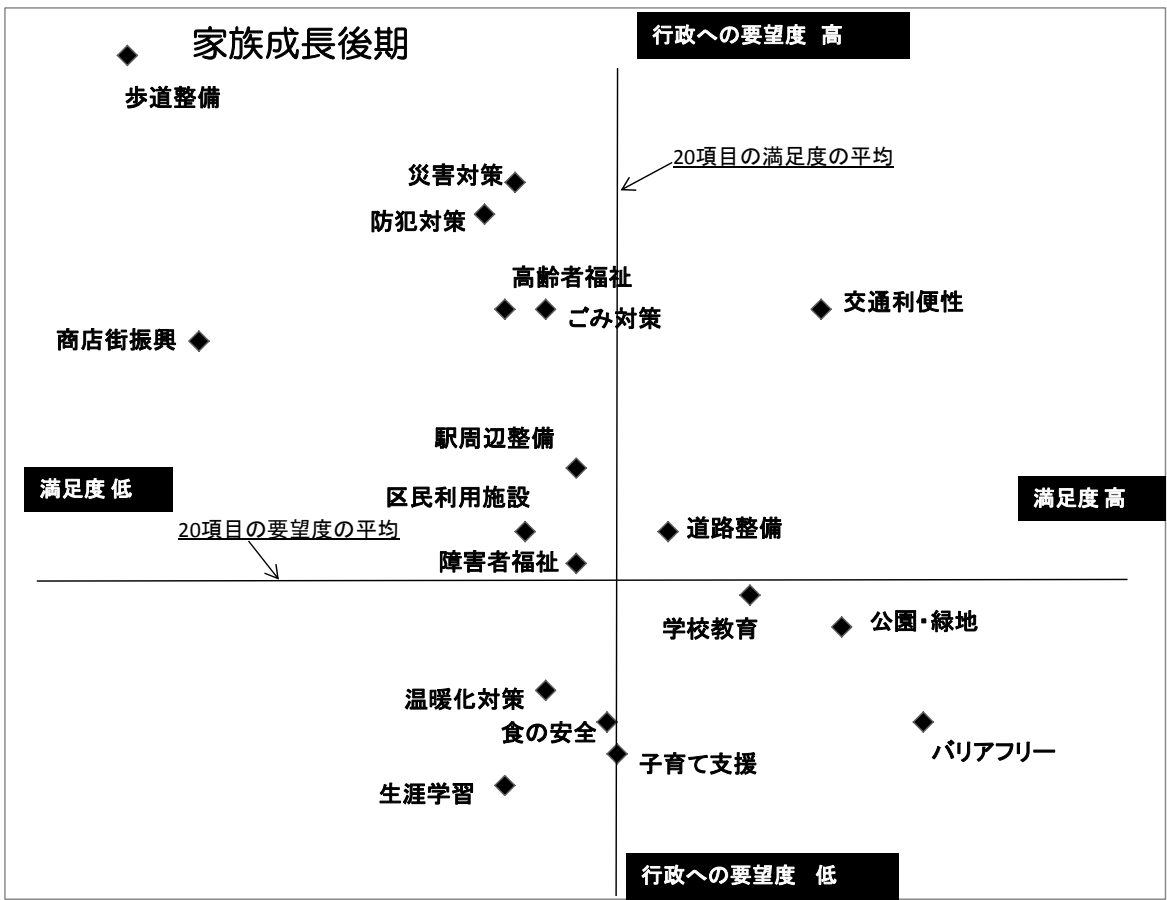 家族成長後期
行政への要望度 高
歩道整備
20項目の満足度の平均
災害対策
防犯対策
高齢者福祉
ごみ対策
交通利便性
商店街振興
駅周辺整備
満足度 低
区民利用施設
満足度 高
20項目の要望度の平均
道路整備
障害者福祉
学校教育
公園・緑地
温暖化対策
食の安全
バリアフリー
子育て支援
生涯学習
行政への要望度 低